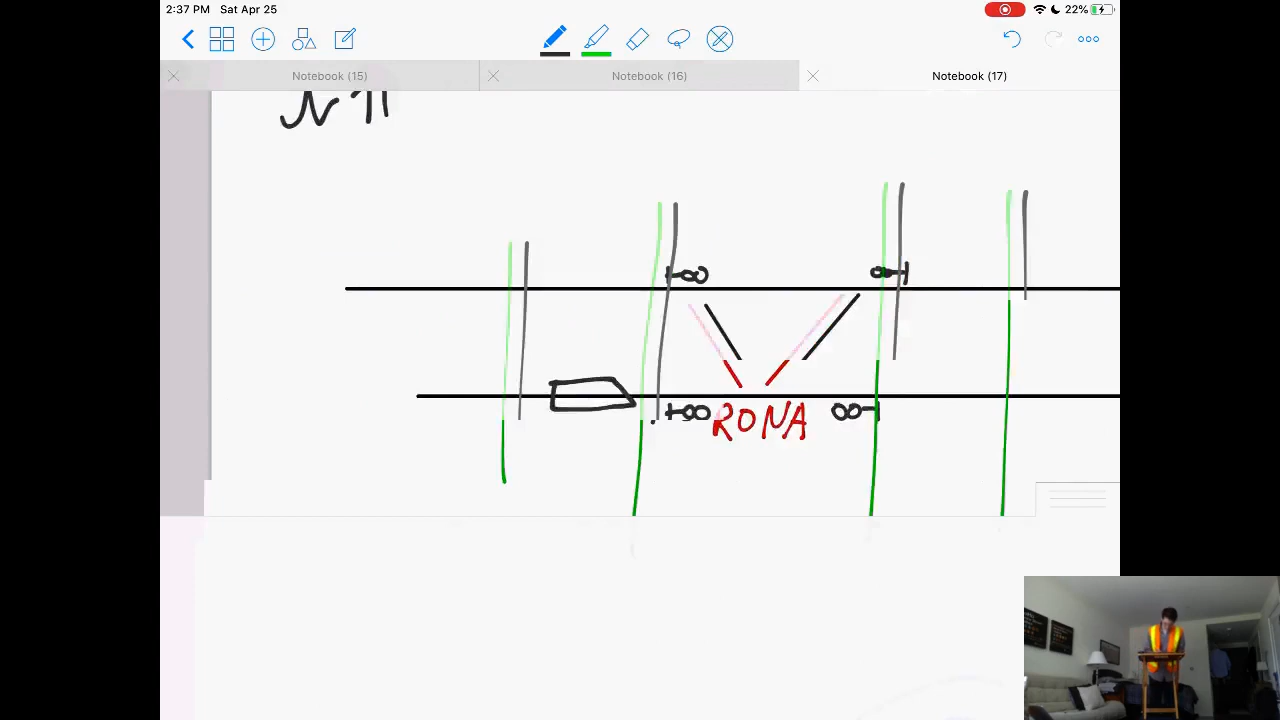 2:37 PM Sat Apr 25
22%
Notebook (15)
Notebook (16)
Notebook (17)
RONA